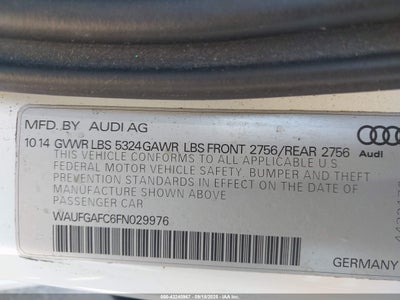 MFD. BY AUDI AG
10 14 GVWR LBS 5324 GAWR LBS FRONT 2756/REAR 2756
THIS VEHICLE CONFORMS TO ALL APPLICABLE U.S
FEDERAL MOTOR VEHICLE SAFETY, BUMPER AND THEFT
PREVENTION STANDARDS IN EFFECT ON THE
DATE OF MANUFACTURE SHOWN ABOVE
PASSENGER CAR
WAUFGAFC6FN029976
Audi
GERMANY